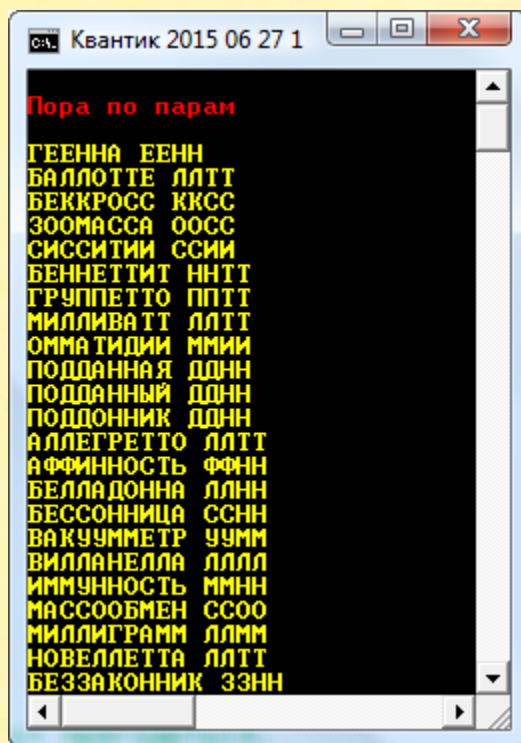 Квантик 2015 06 27 1
Пора по парам
ГЕЕННА ЕЕНН
БАЛЛОТТЕ ЛЛТТ
БЕККРОСС ККСС
ЗООМАССА ООСС
СИССИТИИ ССИИ
БЕННЕТТИТ ННТТ
ГРУППЕТТО ППТТ
МИЛЛИВАТТ ЛЛТТ
ОММАТИДИИ ММИИ
ПОДДАННАЯ ДДНН
ПОДДАННЫЙ ДДНН
ПОДДОННИК ДДНН
АЛЛЕГРЕТТО ЛЛТТ
АФФИННОСТЬ ФФНН
БЕЛЛАДОННА ЛЛНН
БЕССОННИЦА ССНН
ВАКУУММЕТР УУММ
ВИЛЛАНЕЛЛА ЛЛЛЛ
ИММУННОСТЬ ММНН
МАССООБМЕН ССОО
МИЛЛИГРАММ ЛЛММ
НОВЕЛЛЕТТА ЛЛТТ
БЕЗЗАКОННИК ЗЗНН